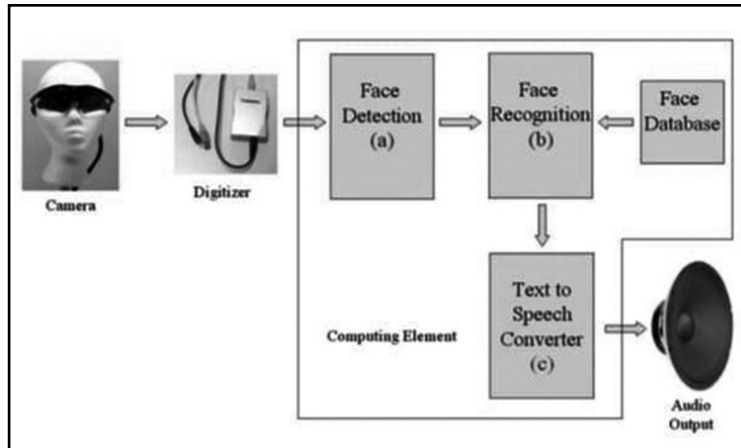 Camera
Digitizer
Face
Detection
(a)
Face
Recognition
(b)
Face
Database
Text to
Speech
Converter
(c)
Computing Element
Audio
Output